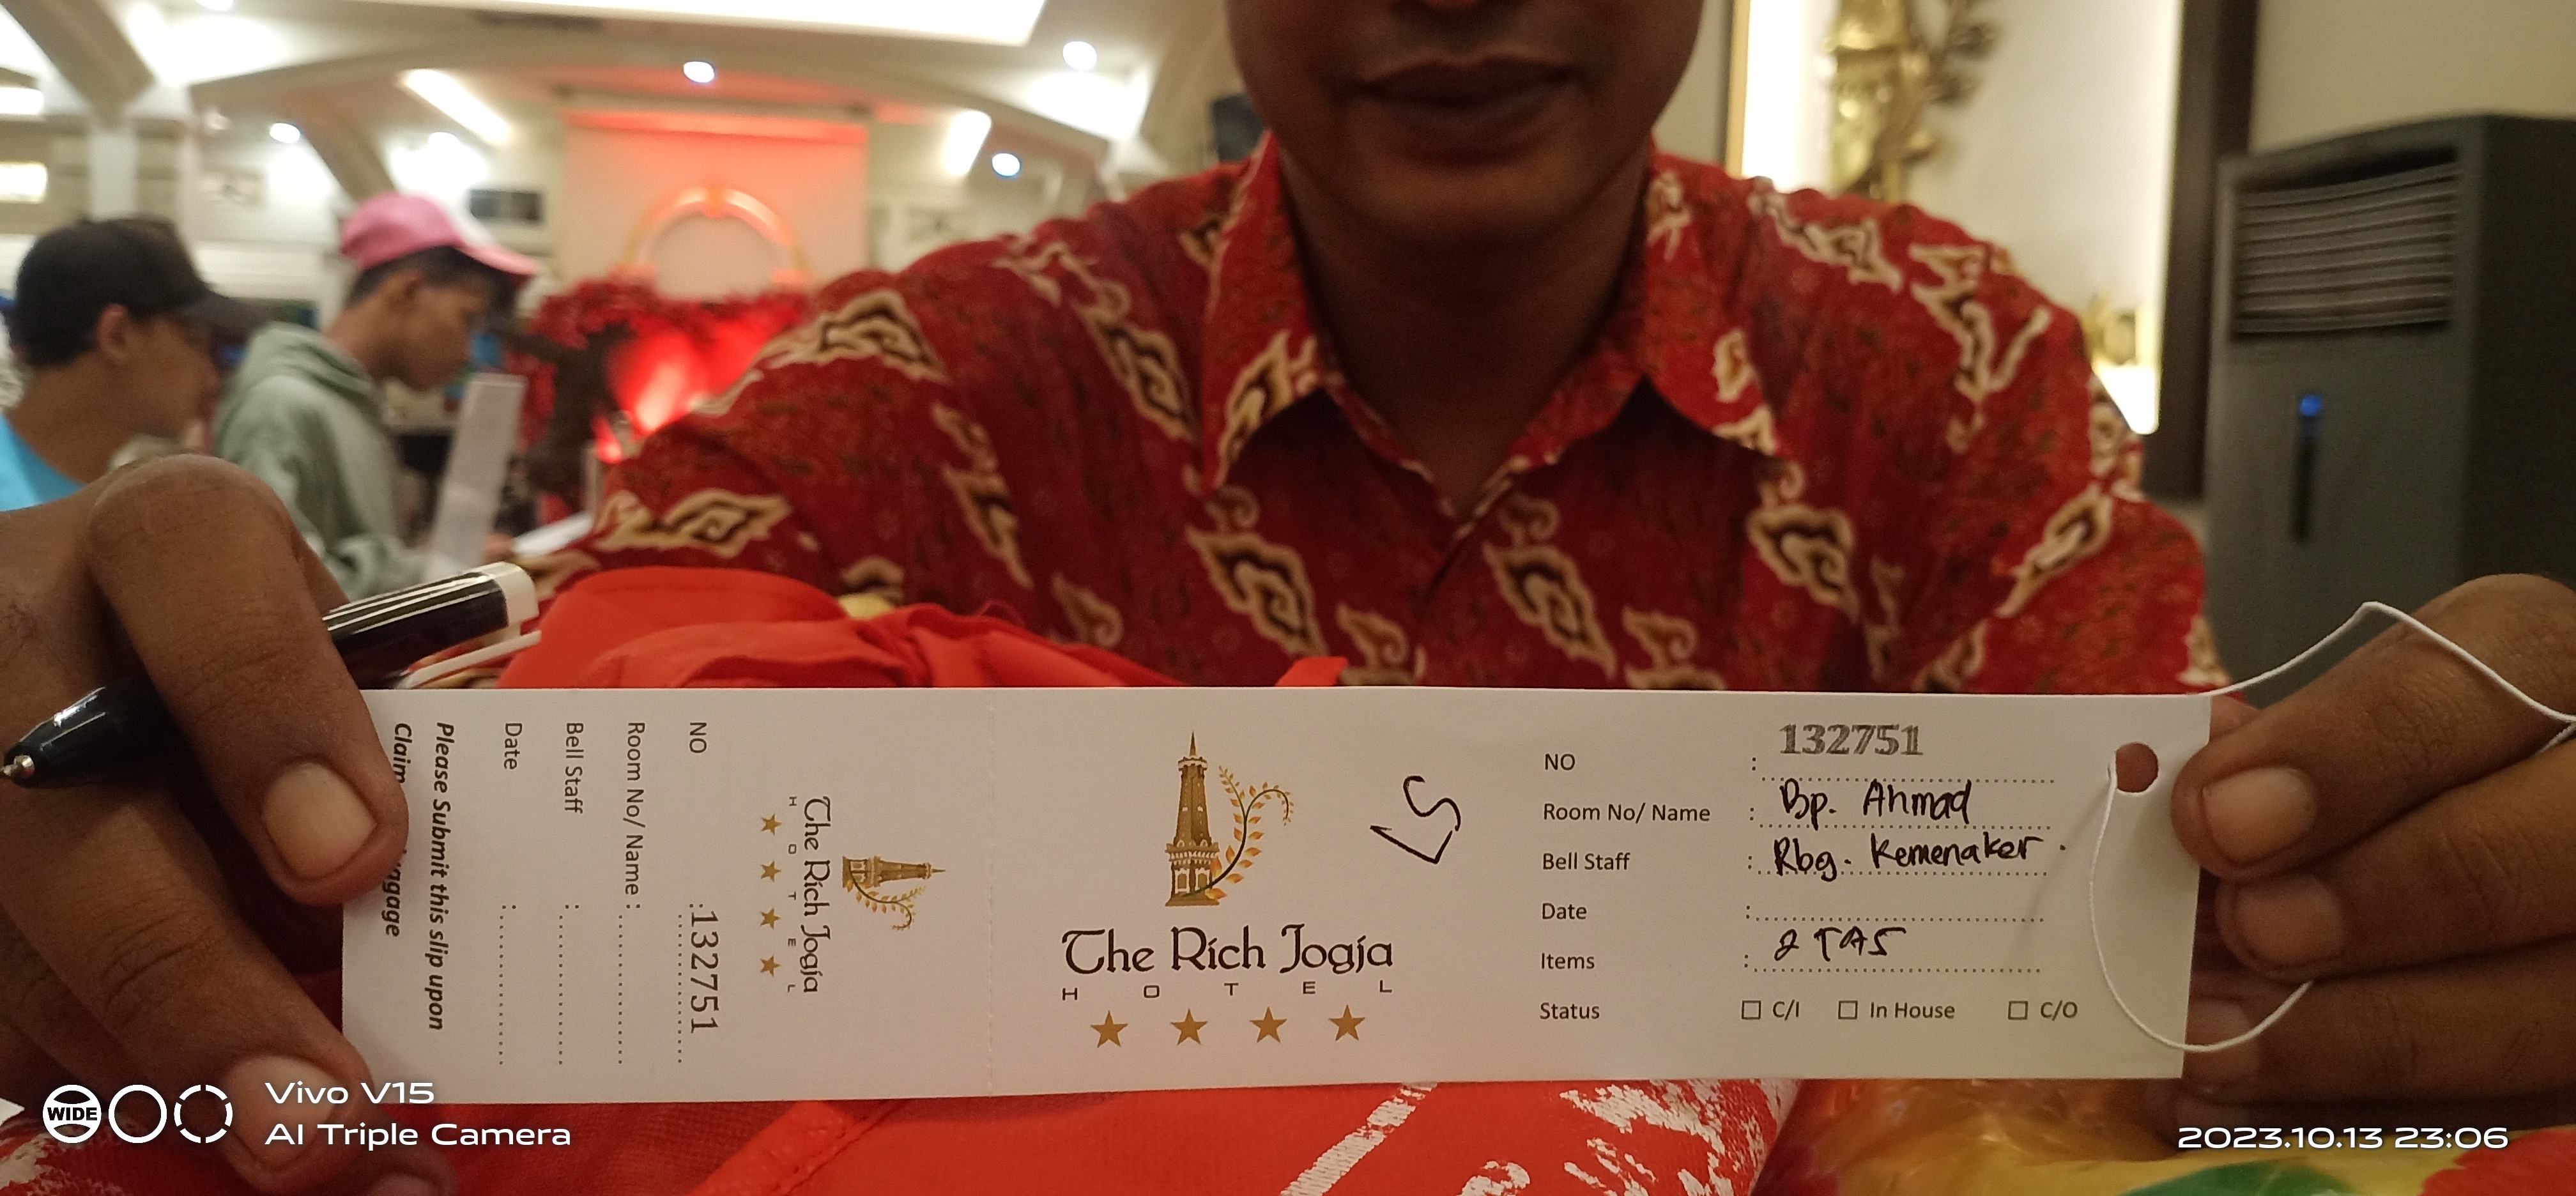 NO : 132751
Room No/ Name :
Bell Staff :
Date :
Please Submit this slip upon
Claim
The Rich Jogja
HOTEL
The Rich Jogja
HOTEL
NO : 132751
Room No/ Name : Bp. Ahmad
Bell Staff : Rbg. Kemenaker.
Date :
Items : 2 TAS
Status C/I In House C/O
WIDE
Vivo V15
AI Triple Camera
2023.10.13 23:06